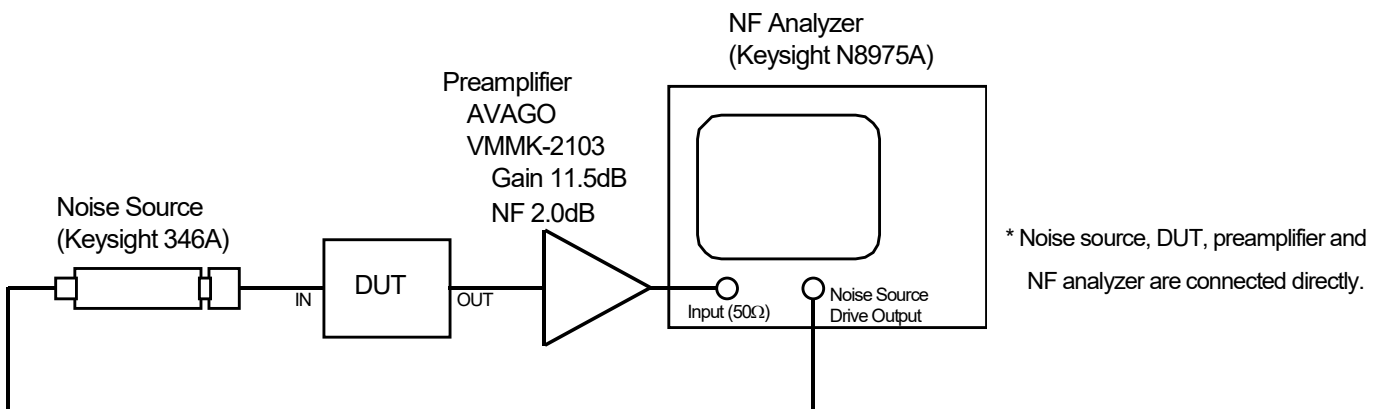 NF Analyzer
(Keysight N8975A)
Preamplifier
AVAGO
VMMK-2103
Gain 11.5dB
NF 2.0dB
Noise Source
(Keysight 346A)
DUT
IN
OUT
Input (50Ω)
Noise Source
Drive Output
* Noise source, DUT, preamplifier and
NF analyzer are connected directly.